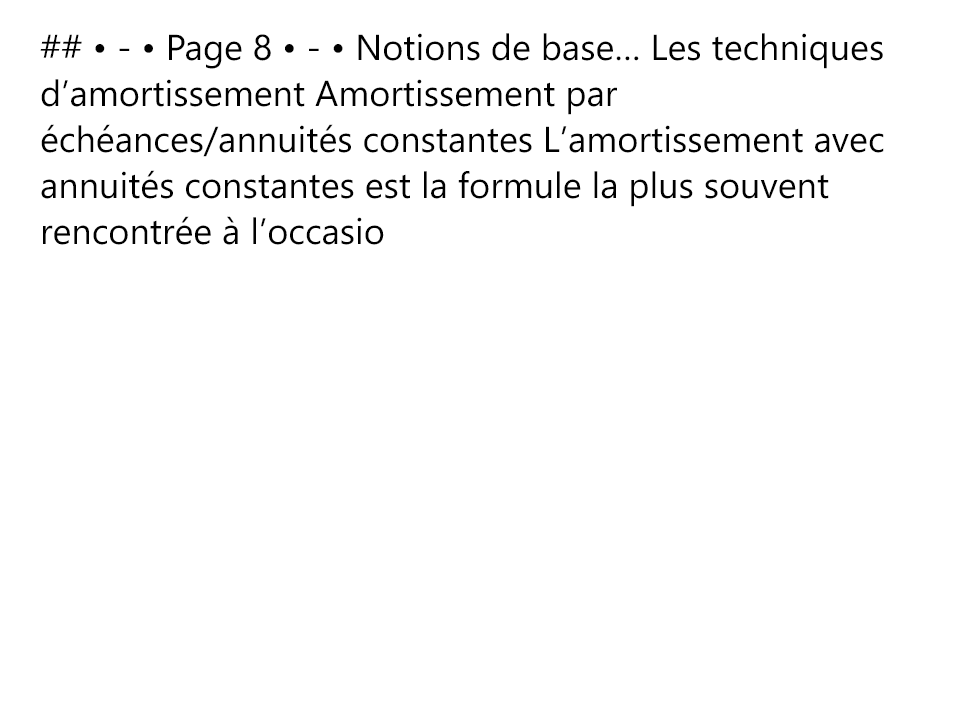 ## • - • Page 8 • - • Notions de base... Les techniques
d’amortissement Amortissement par
échéances/annuités constantes L’amortissement avec
annuités constantes est la formule la plus souvent
rencontrée à l’occasio